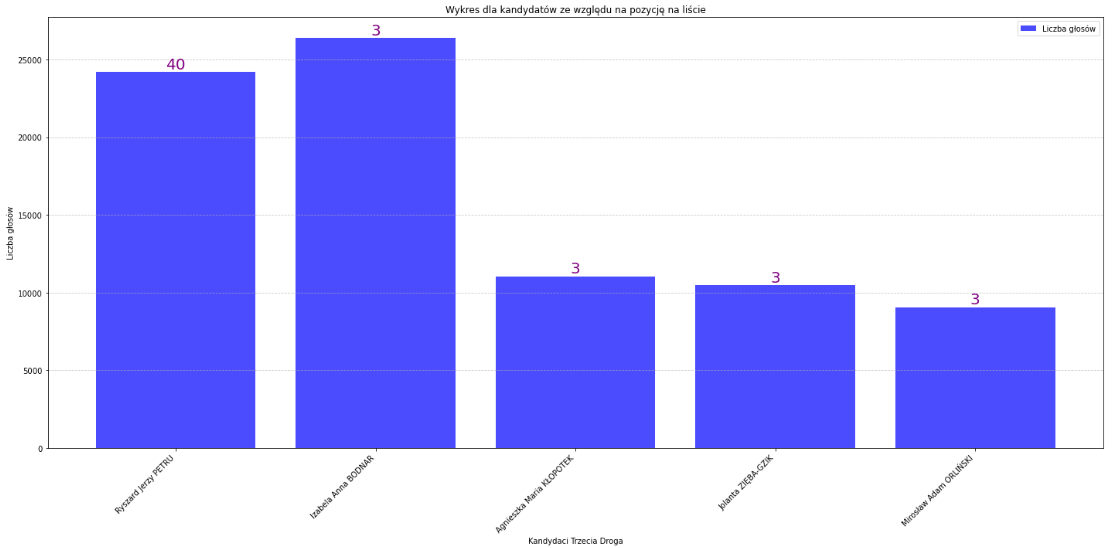 Wykres dla kandydatów ze względu na pozycję na liście
Liczba głosów
40
3
3
3
3
25000
20000
15000
10000
5000
0
Liczba głosów
Ryszard Jerzy PETRU
Izabela Anna BODNAR
Agnieszka Maria KŁOPOTEK
Jolanta ZIĘBA-GZIK
Mirosław Adam ORLIŃSKI
Kandydaci Trzecia Droga